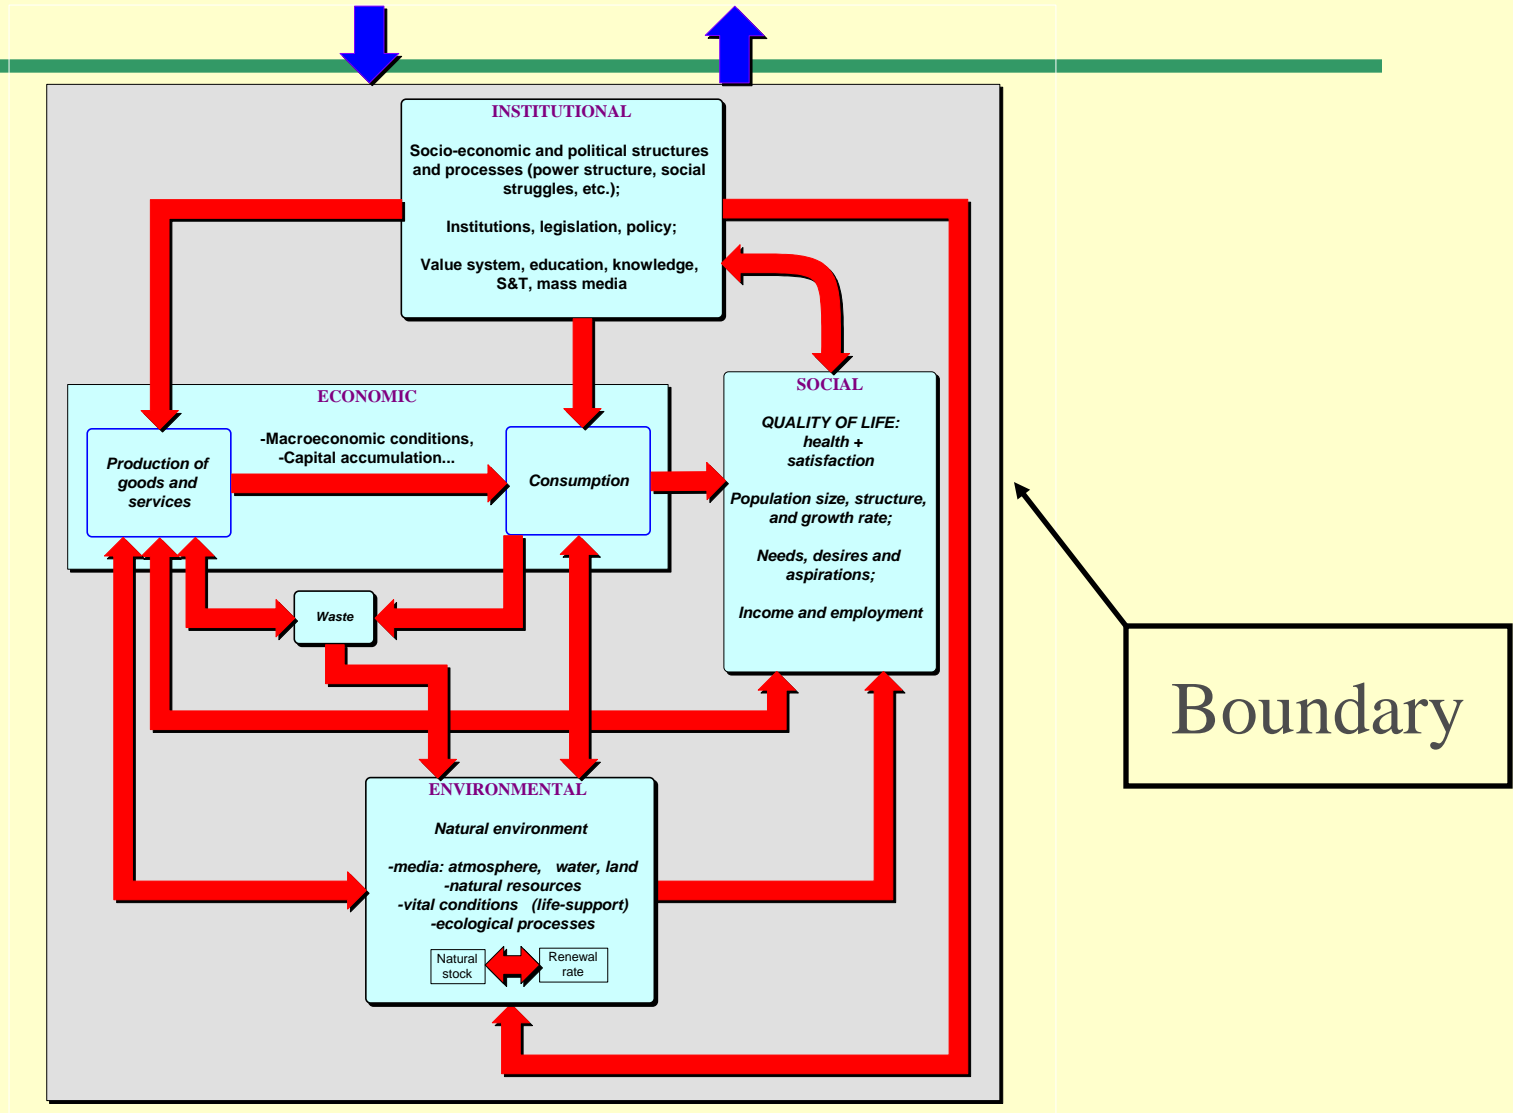 INSTITUTIONAL
Socio-economic and political structures
and processes (power structure, social
struggles, etc.);
Institutions, legislation, policy;
Value system, education, knowledge,
S&T, mass media
ECONOMIC
-Macroeconomic conditions,
-Capital accumulation...
Production of
goods and
services
Consumption
SOCIAL
QUALITY OF LIFE:
health +
satisfaction
Population size, structure,
and growth rate;
Needs, desires and
aspirations;
Income and employment
Waste
Boundary
ENVIRONMENTAL
Natural environment
-media: atmosphere, water, land
-natural resources
-vital conditions (life-support)
-ecological processes
Natural
stock
Renewal
rate